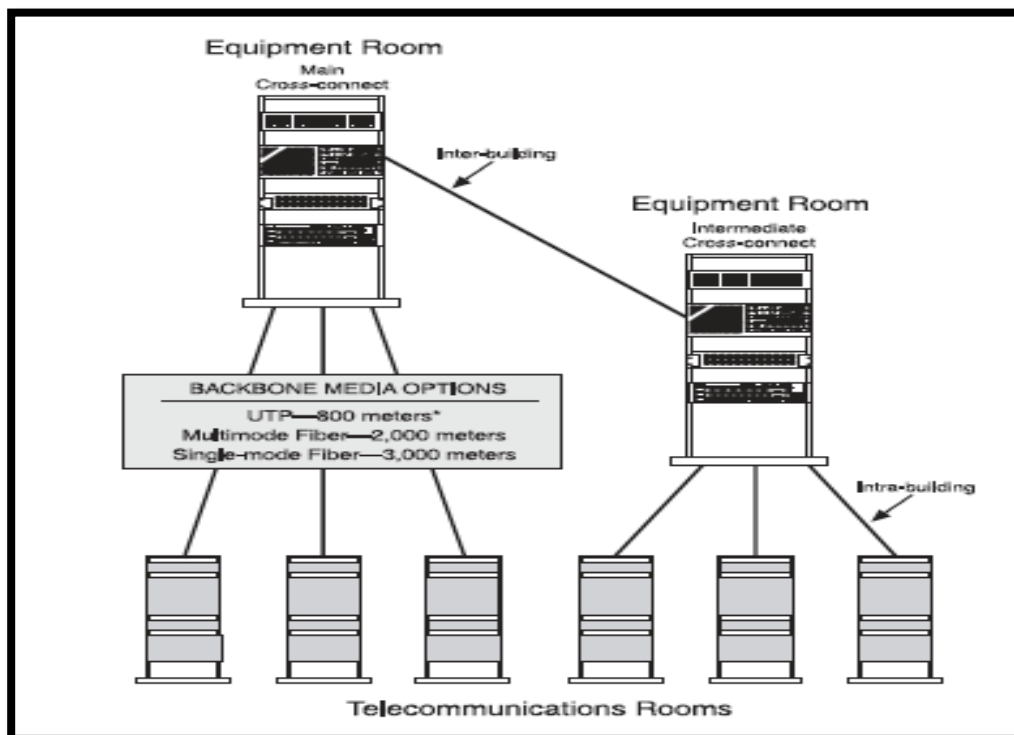 Equipment Room
Main
Cross-connect
Inter-building
Equipment Room
Intermediate
Cross-connect
BACKBONE MEDIA OPTIONS
UTP—800 meters*
Multimode Fiber—2,000 meters
Single-mode Fiber—3,000 meters
Intra-building
Telecommunications Rooms